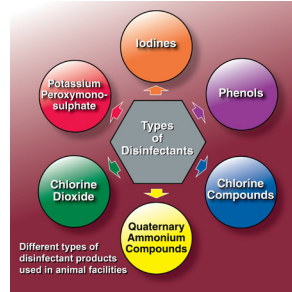 Iodines
Potassium
Peroxymono-
sulphate
Phenols
Types
of
Disinfectants
Chlorine
Dioxide
Chlorine
Compounds
Quaternary
Ammonium
Compounds
Different types of
disinfectant products
used in animal facilities